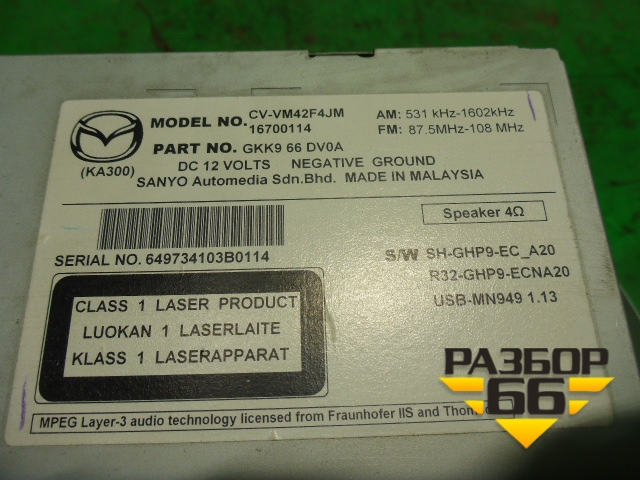 MODEL NO. CV-VM42F4JM
16700114
AM: 531 kHz-1602kHz
FM: 87.5MHz-108 MHz
(KA300)
PART NO. GKK9 66 DV0A
DC 12 VOLTS NEGATIVE GROUND
SANYO Automedia Sdn.Bhd. MADE IN MALAYSIA
Speaker 4Ω
SERIAL NO. 649734103B0114
S/W SH-GHP9-EC_A20
R32-GHP9-ECNA20
USB-MN949 1.13
CLASS 1 LASER PRODUCT
LUOKAN 1 LASERLAITE
KLASS 1 LASERAPPARAT
MPEG Layer-3 audio technology licensed from Fraunhofer IIS and
РАЗБОР
66